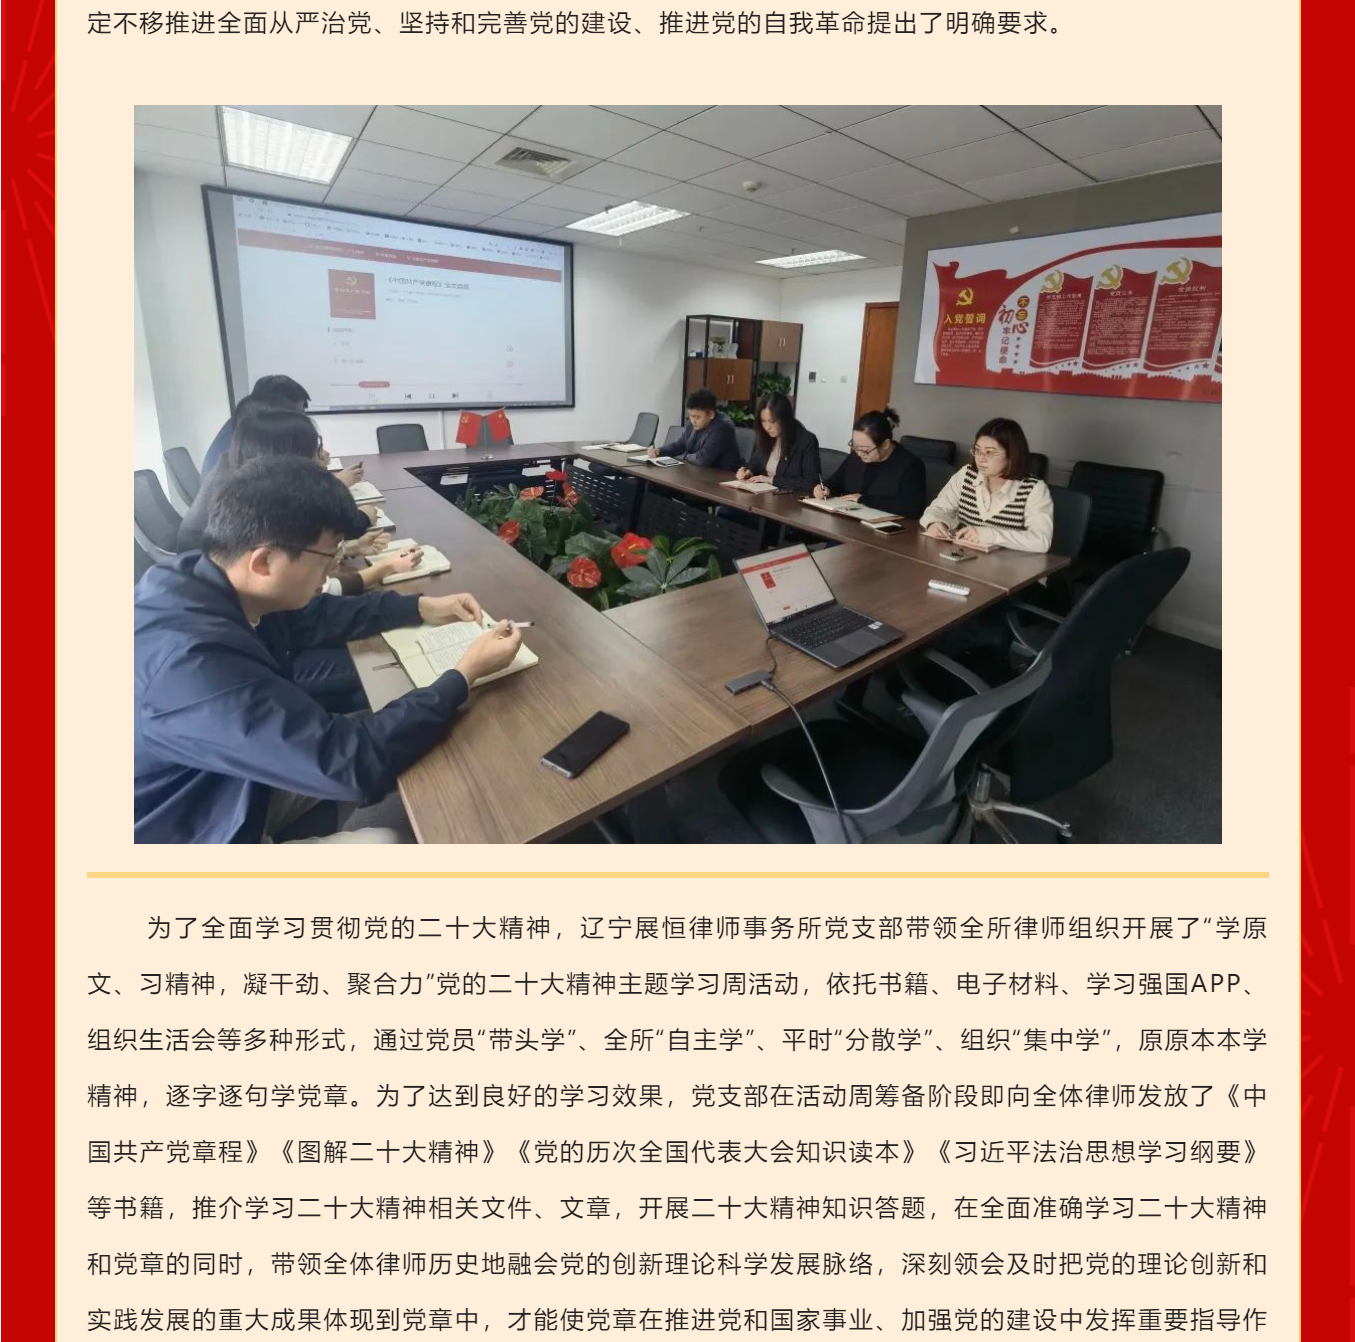 定不移推进全面从严治党、坚持和完善党的建设、推进党的自我革命提出了明确要求。
《中国共产党章程》全文朗读
入党誓词
不忘
初心
牢记使命
党员权利
为了全面学习贯彻党的二十大精神，辽宁展恒律师事务所党支部带领全所律师组织开展了“学原
文、习精神，凝干劲、聚合力”党的二十大精神主题学习周活动，依托书籍、电子材料、学习强国APP、
组织生活会等多种形式，通过党员“带头学”、全所“自主学”、平时“分散学”、组织“集中学”，原原本本学
精神，逐字逐句学党章。为了达到良好的学习效果，党支部在活动周筹备阶段即向全体律师发放了《中
国共产党章程》《图解二十大精神》《党的历次全国代表大会知识读本》《习近平法治思想学习纲要》
等书籍，推介学习二十大精神相关文件、文章，开展二十大精神知识答题，在全面准确学习二十大精神
和党章的同时，带领全体律师历史地融会党的创新理论科学发展脉络，深刻领会及时把党的理论创新和
实践发展的重大成果体现到党章中，才能使党章在推进党和国家事业、加强党的建设中发挥重要指导作